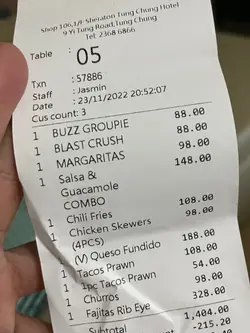 Shop 106,1/F Sheraton Tung Chung Hotel
9 Yi Tung Road,Tung Chung
Tel: 2368 6866
Table : 05
Txn : 57886
Staff : Jasmin
Date : 23/11/2022 20:52:07
Cus count: 3
1 BUZZ GROUPIE 88.00
1 BLAST CRUSH 88.00
1 MARGARITAS 98.00
1 Salsa & 148.00
Guacamole
COMBO
1 Chili Fries 108.00
1 Chicken Skewers 98.00
(4PCS)
1 (V) Queso Fundido 188.00
1 Tacos Prawn 108.00
1 1pc Tacos Prawn 54.00
1 Churros 98.00
1 Fajitas Rib Eye 328.00
Subtotal 1,404.00
-215.20